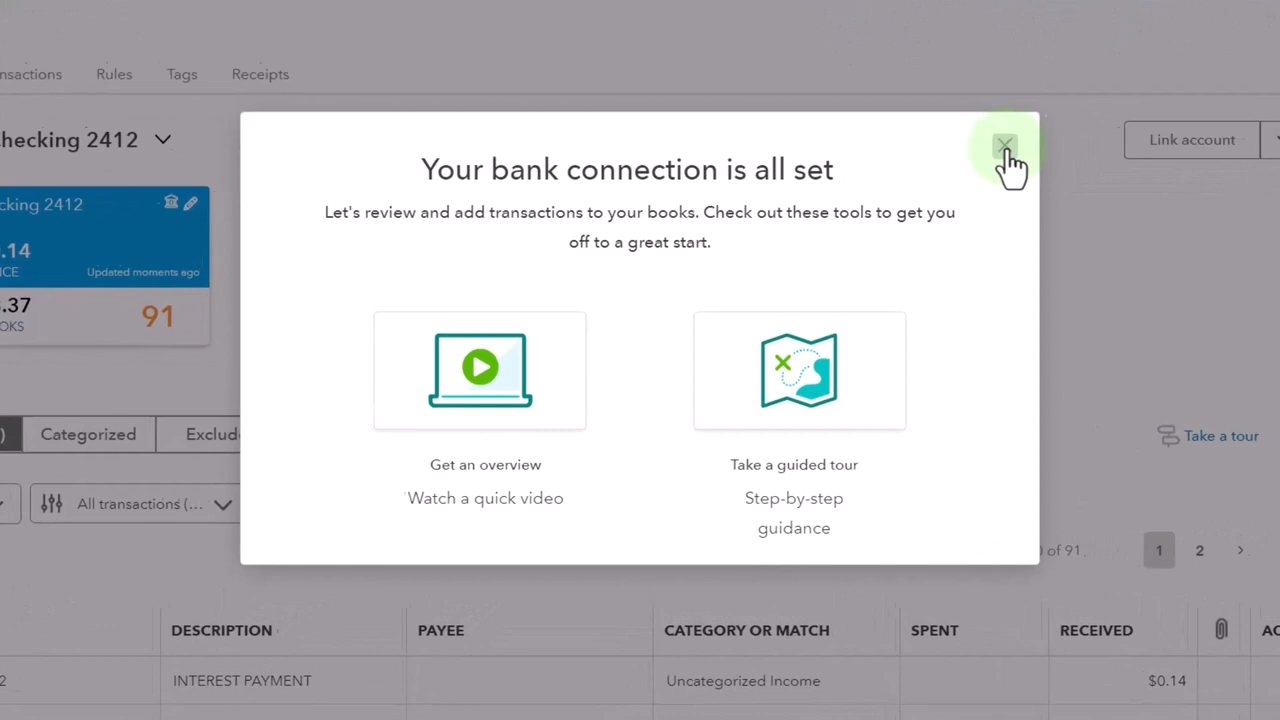 nsactions Rules Tags Receipts
hecking 2412
Link account
Your bank connection is all set
Let's review and add transactions to your books. Check out these tools to get you
off to a great start.
cking 2412
.14
CE Updated moments ago
.37
OKS
91
Get an overview
Watch a quick video
Take a guided tour
Step-by-step
guidance
) Categorized Exclud
Take a tour
All transactions (...
of 91 1 2 >
DESCRIPTION PAYEE CATEGORY OR MATCH SPENT RECEIVED AC
2 INTEREST PAYMENT Uncategorized Income $0.14